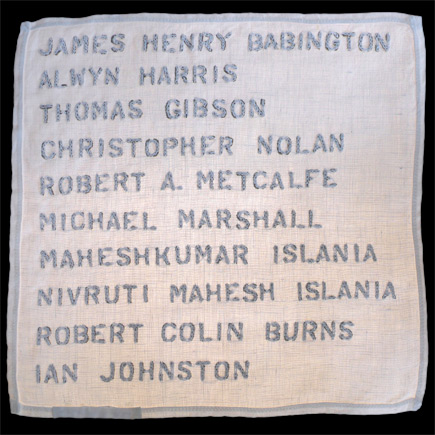 JAMES HENRY BABINGTON
ALWYN HARRIS
THOMAS GIBSON
CHRISTOPHER NOLAN
ROBERT A. METCALFE
MICHAEL MARSHALL
MAHESHKUMAR ISLANIA
NIVRUTI MAHESH ISLANIA
ROBERT COLIN BURNS
IAN JOHNSTON